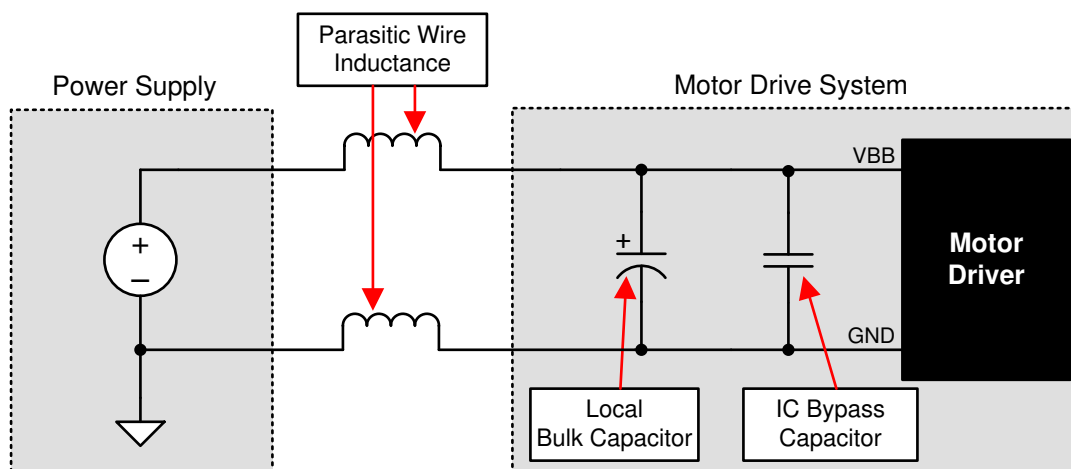 Parasitic Wire
Inductance
Power Supply
Motor Drive System
VBB
+
–
+
Motor
Driver
GND
Local
Bulk Capacitor
IC Bypass
Capacitor